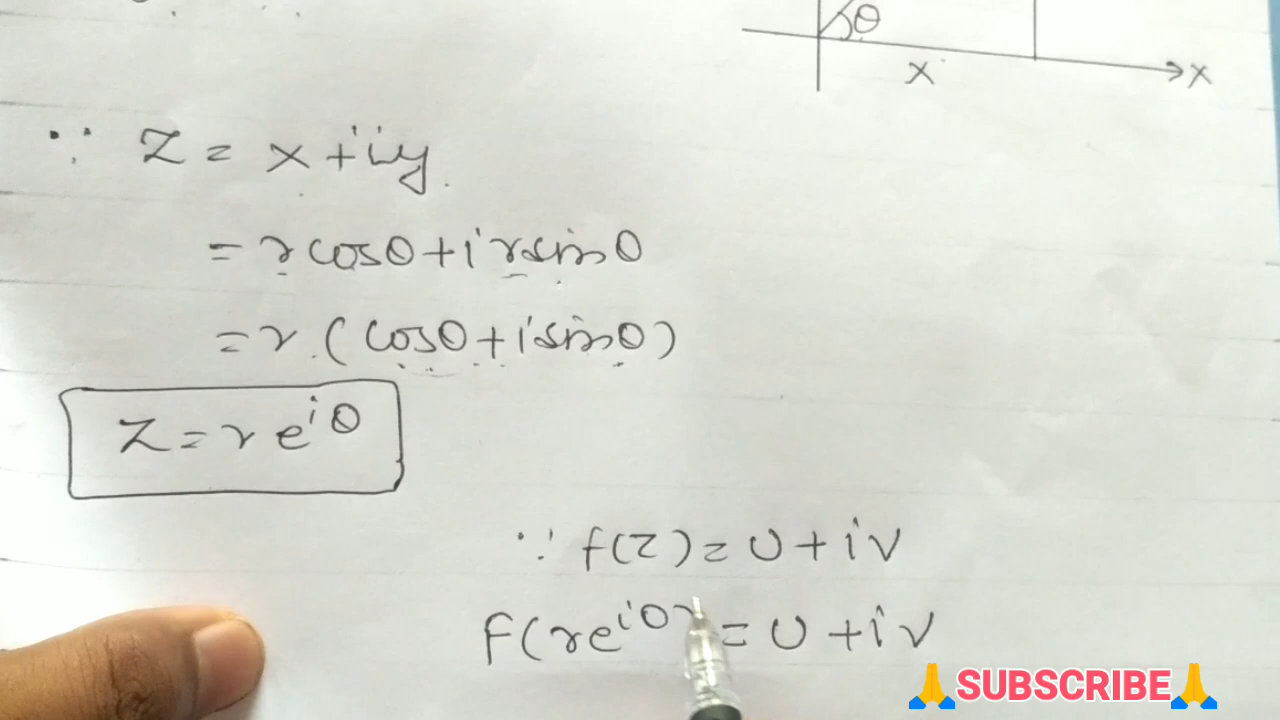 θ
x
x
∵ z = x + iy
= r cosθ + i r sinθ
= r (cosθ + i sinθ)
z = r e^{iθ}
∵ f(z) = u + iv
f(re^{iθ}) = u + iv
🙏SUBSCRIBE🙏